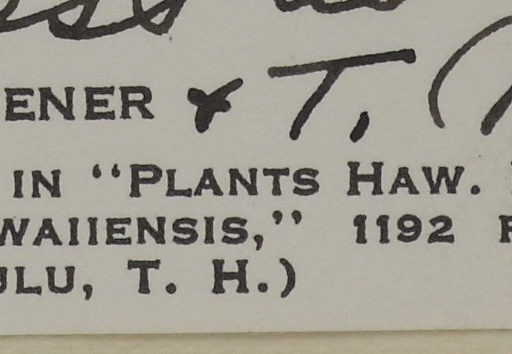 ENER & T.
IN "PLANTS HAW.
WAIIENSIS," 1192
ULU, T. H.)